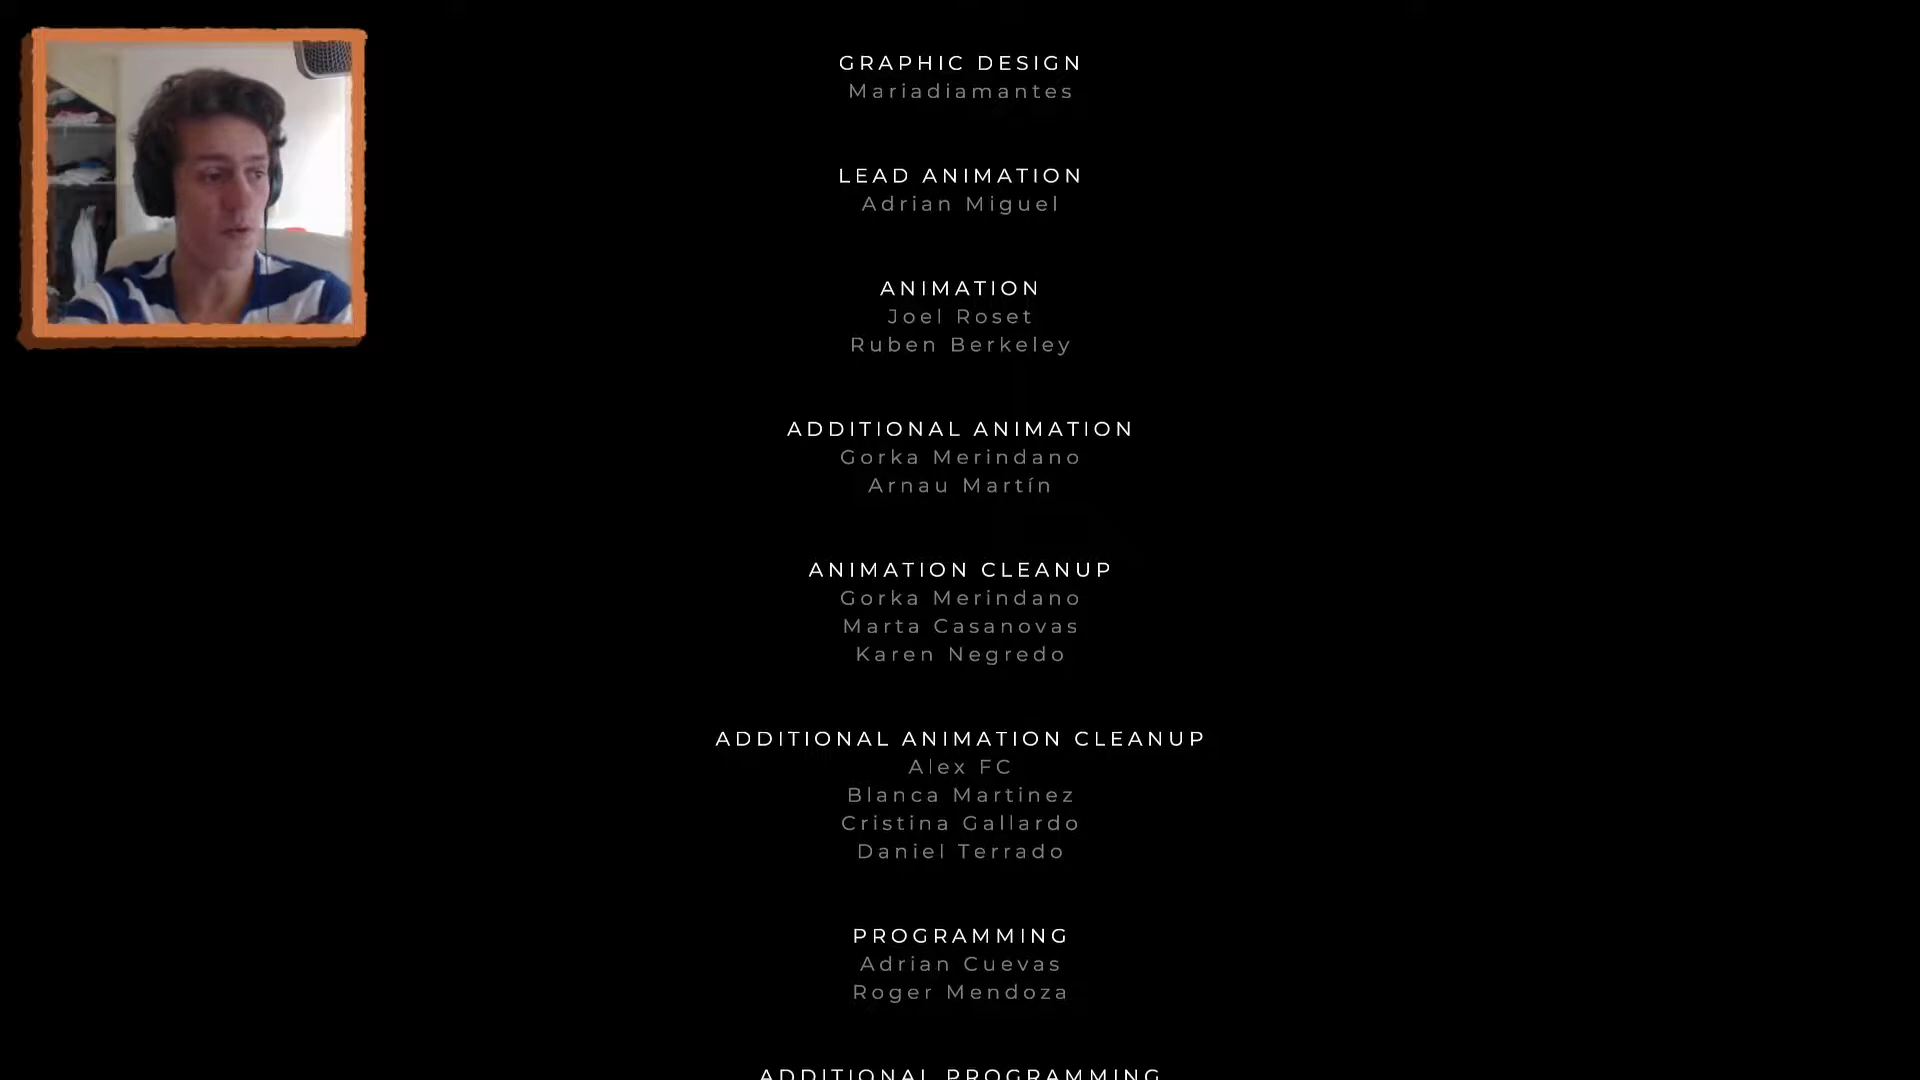 GRAPHIC DESIGN
Mariadiamantes
LEAD ANIMATION
Adrian Miguel
ANIMATION
Joel Roset
Ruben Berkeley
ADDITIONAL ANIMATION
Gorka Merindano
Arnau Martín
ANIMATION CLEANUP
Gorka Merindano
Marta Casanovas
Karen Negredo
ADDITIONAL ANIMATION CLEANUP
Alex FC
Blanca Martinez
Cristina Gallardo
Daniel Terrado
PROGRAMMING
Adrian Cuevas
Roger Mendoza
ADDITIONAL PROGRAMMING